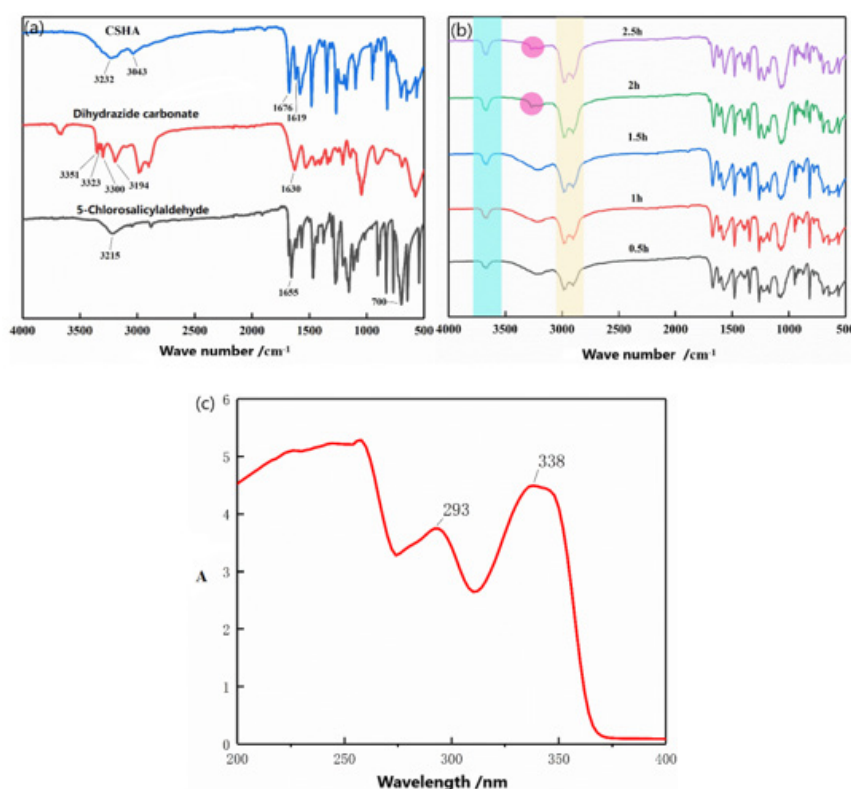 (a)
CSHA
3232
3043
1676
1619
Dihydrazide carbonate
3351
3323
3300
3194
1630
5-Chlorosalicylaldehyde
3215
1655
700
4000 3500 3000 2500 2000 1500 1000 500
Wave number /cm-1
(b)
2.5h
2h
1.5h
1h
0.5h
4000 3500 3000 2500 2000 1500 1000 500
Wave number /cm-1
(c)
6
5
4
3
2
1
0
A
293
338
200 250 300 350 400
Wavelength /nm